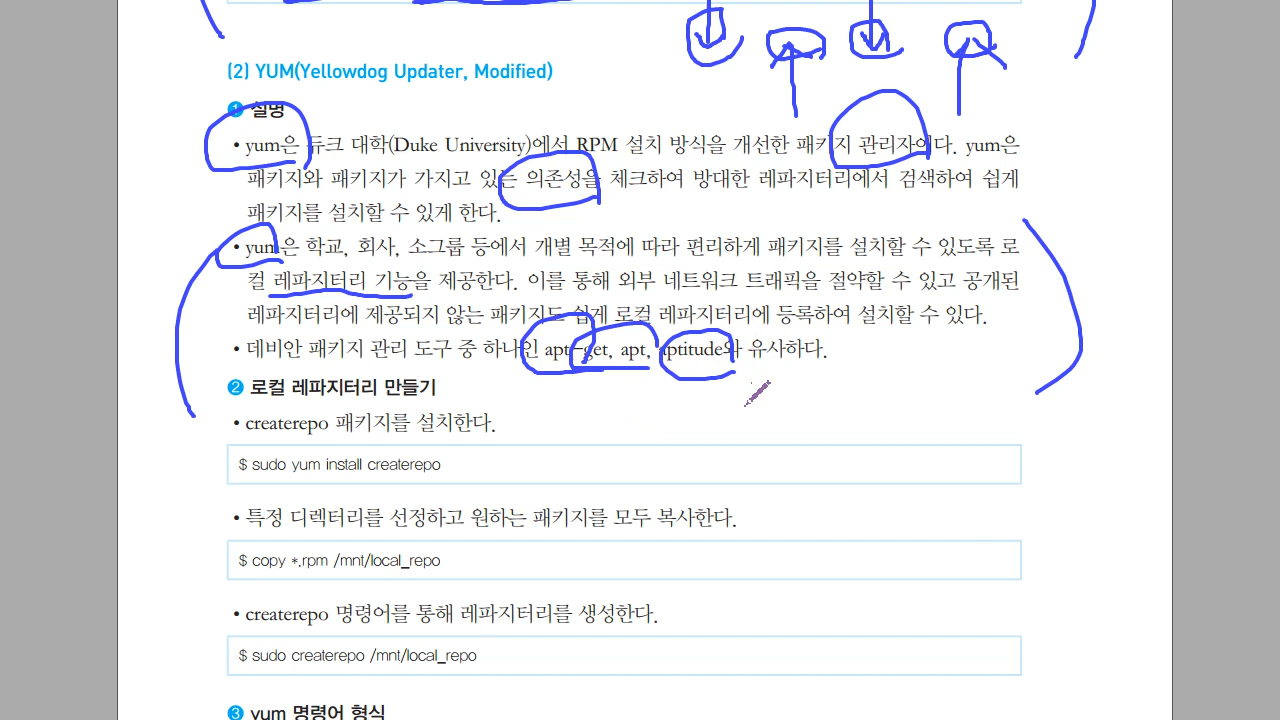 (2) YUM(Yellowdog Updater, Modified)
❶ 설명
• yum은 듀크 대학(Duke University)에서 RPM 설치 방식을 개선한 패키지 관리자이다. yum은
패키지와 패키지가 가지고 있는 의존성을 체크하여 방대한 레파지터리에서 검색하여 쉽게
패키지를 설치할 수 있게 한다.
• yum은 학교, 회사, 소그룹 등에서 개별 목적에 따라 편리하게 패키지를 설치할 수 있도록 로
컬 레파지터리 기능을 제공한다. 이를 통해 외부 네트워크 트래픽을 절약할 수 있고 공개된
레파지터리에 제공되지 않는 패키지도 쉽게 로컬 레파지터리에 등록하여 설치할 수 있다.
• 데비안 패키지 관리 도구 중 하나인 apt-get, apt, aptitude와 유사하다.
❷ 로컬 레파지터리 만들기
• createrepo 패키지를 설치한다.
$ sudo yum install createrepo
• 특정 디렉터리를 선정하고 원하는 패키지를 모두 복사한다.
$ copy *.rpm /mnt/local_repo
• createrepo 명령어를 통해 레파지터리를 생성한다.
$ sudo createrepo /mnt/local_repo
❸ yum 명령어 형식